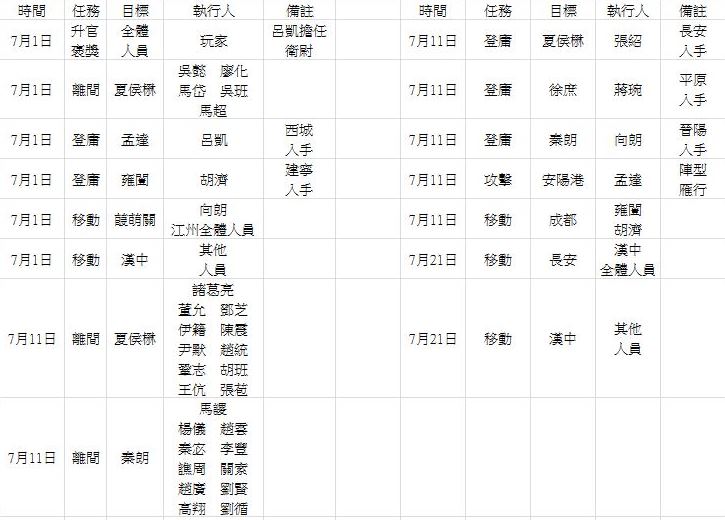 時間 任務 目標 執行人 備註
7月1日 升官褒獎 全體人員 玩家 呂凱擔任衛尉
7月1日 離間 夏侯楙 吳懿 廖化 馬岱 吳班 馬超
7月1日 登庸 孟達 呂凱 西城入手
7月1日 登庸 雍闓 胡濟 建寧入手
7月1日 移動 葭萌關 向朗 江州全體人員
7月1日 移動 漢中 其他人員
7月11日 離間 夏侯楙 諸葛亮 董允 鄧芝 伊籍 陳震 尹默 趙統 鞏志 胡班 王伉 張苞
7月11日 離間 秦朗 馬謖 楊儀 趙雲 秦宓 李豐 譙周 關索 趙廣 劉賢 高翔 劉循
時間 任務 目標 執行人 備註
7月11日 登庸 夏侯楙 張紹 長安入手
7月11日 登庸 徐庶 蔣琬 平原入手
7月11日 登庸 秦朗 向朗 晉陽入手
7月11日 攻擊 安陽港 孟達 陣型雁行
7月11日 移動 成都 雍闓 胡濟
7月21日 移動 長安 漢中全體人員
7月21日 移動 漢中 其他人員